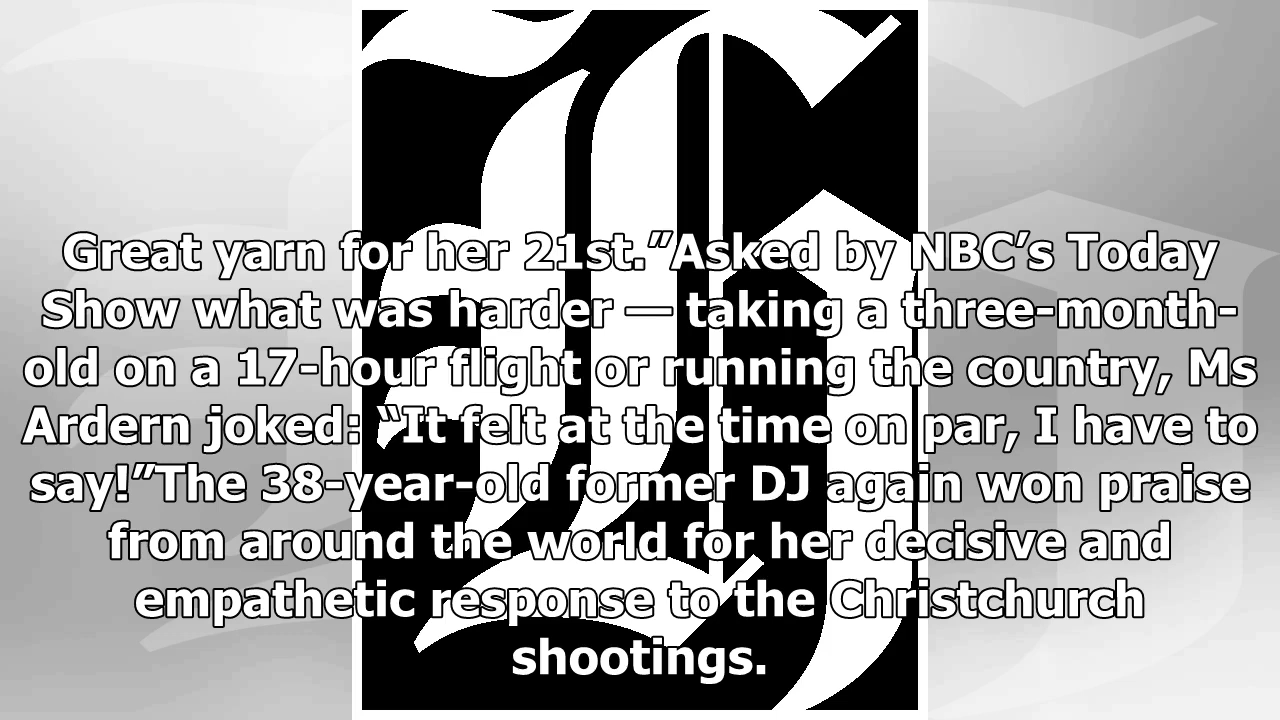 Great yarn for her 21st.”Asked by NBC’s Today
Show what was harder — taking a three-month-
old on a 17-hour flight or running the country, Ms
Ardern joked: “It felt at the time on par, I have to
say!”The 38-year-old former DJ again won praise
from around the world for her decisive and
empathetic response to the Christchurch
shootings.